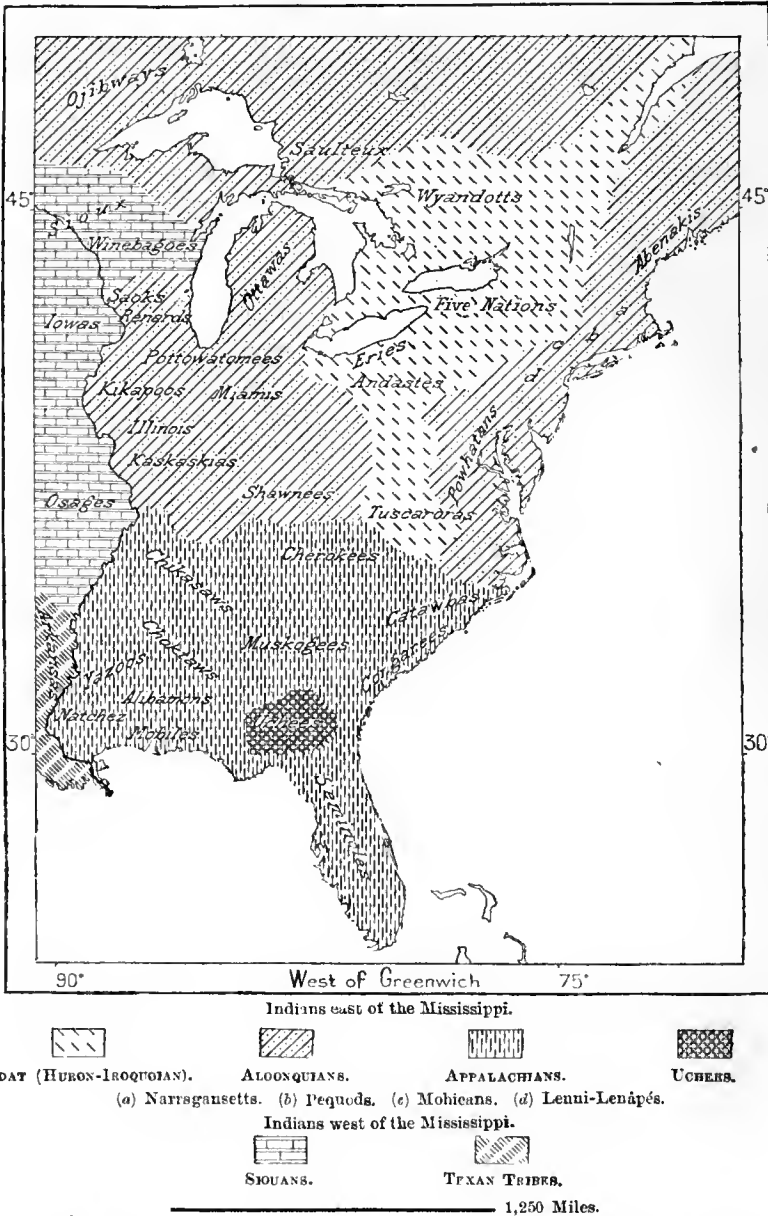 Ojibways
Saulteux
45°
45°
Wyandotts
Sioux
Winebagoes
Abenakis
Ottawas
Saoks
Renards
Iowas
Five Nations
a
b
c
d
Eries
Pottowatomees
Andastes
Kikapoos
Miamis
Illinois
Powhatans
Kaskaskias
Shawnees
Osages
Tuscaroras
Cherokees
Chikasaws
Catawbas
Choktaws
Muskogees
Yazoos
Alibamons
Natchez
Uchees
Mobiles
30°
30°
90°
West of Greenwich
75°
Indians east of the Mississippi.
DAT (HURON-IROQUOIAN). ALGONQUIANS. APPALACHIANS. UCHEES.
(a) Narragansetts. (b) Pequods. (c) Mohicans. (d) Lenni-Lenâpés.
Indians west of the Mississippi.
SIOUANS. TEXAN TRIBES.
1,250 Miles.